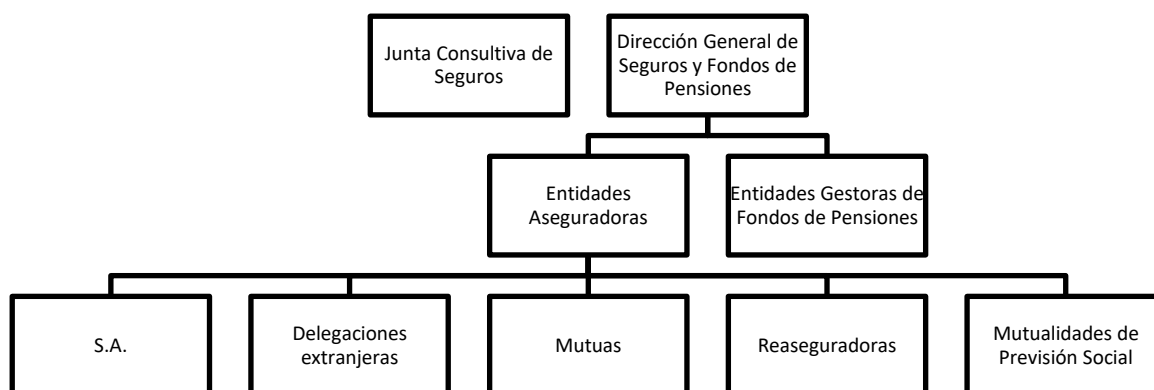 Junta Consultiva de
Seguros
Dirección General de
Seguros y Fondos de
Pensiones
Entidades
Aseguradoras
Entidades Gestoras de
Fondos de Pensiones
S.A.
Delegaciones
extranjeras
Mutuas
Reaseguradoras
Mutualidades de
Previsión Social